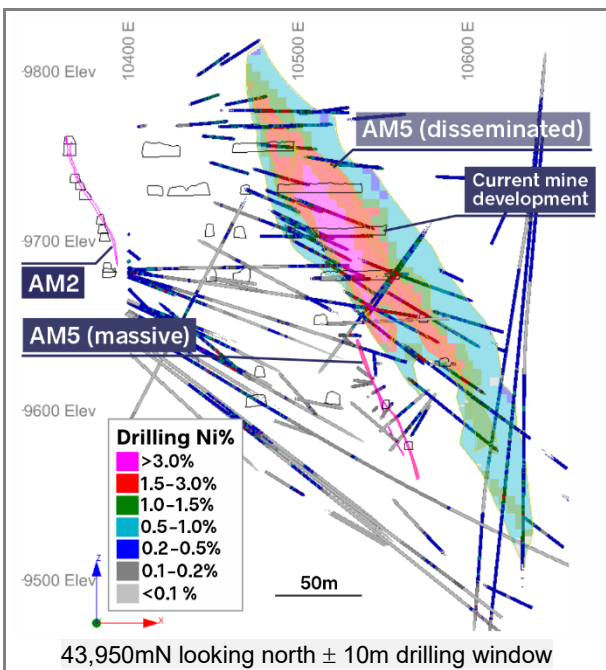 10400 E
10500 E
10600 E
9800 Elev
AM5 (disseminated)
Current mine
development
9700 Elev
AM2
AM5 (massive)
9600 Elev
Drilling Ni%
>3.0%
1.5–3.0%
1.0–1.5%
0.5–1.0%
0.2–0.5%
0.1–0.2%
<0.1 %
9500 Elev
z
x
50m
43,950mN looking north ± 10m drilling window